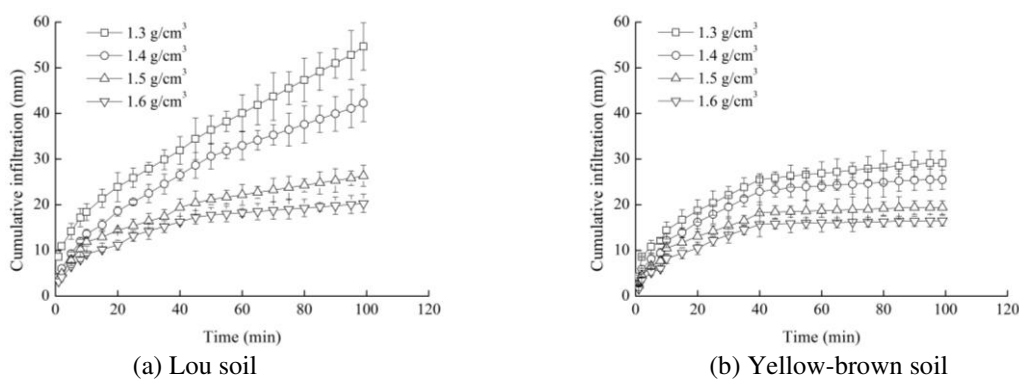 60
50
40
30
20
10
0
Cumulative infiltration (mm)
1.3 g/cm³
1.4 g/cm³
1.5 g/cm³
1.6 g/cm³
0 20 40 60 80 100 120
Time (min)
(a) Lou soil
60
50
40
30
20
10
0
Cumulative infiltration (mm)
1.3 g/cm³
1.4 g/cm³
1.5 g/cm³
1.6 g/cm³
0 20 40 60 80 100 120
Time (min)
(b) Yellow-brown soil